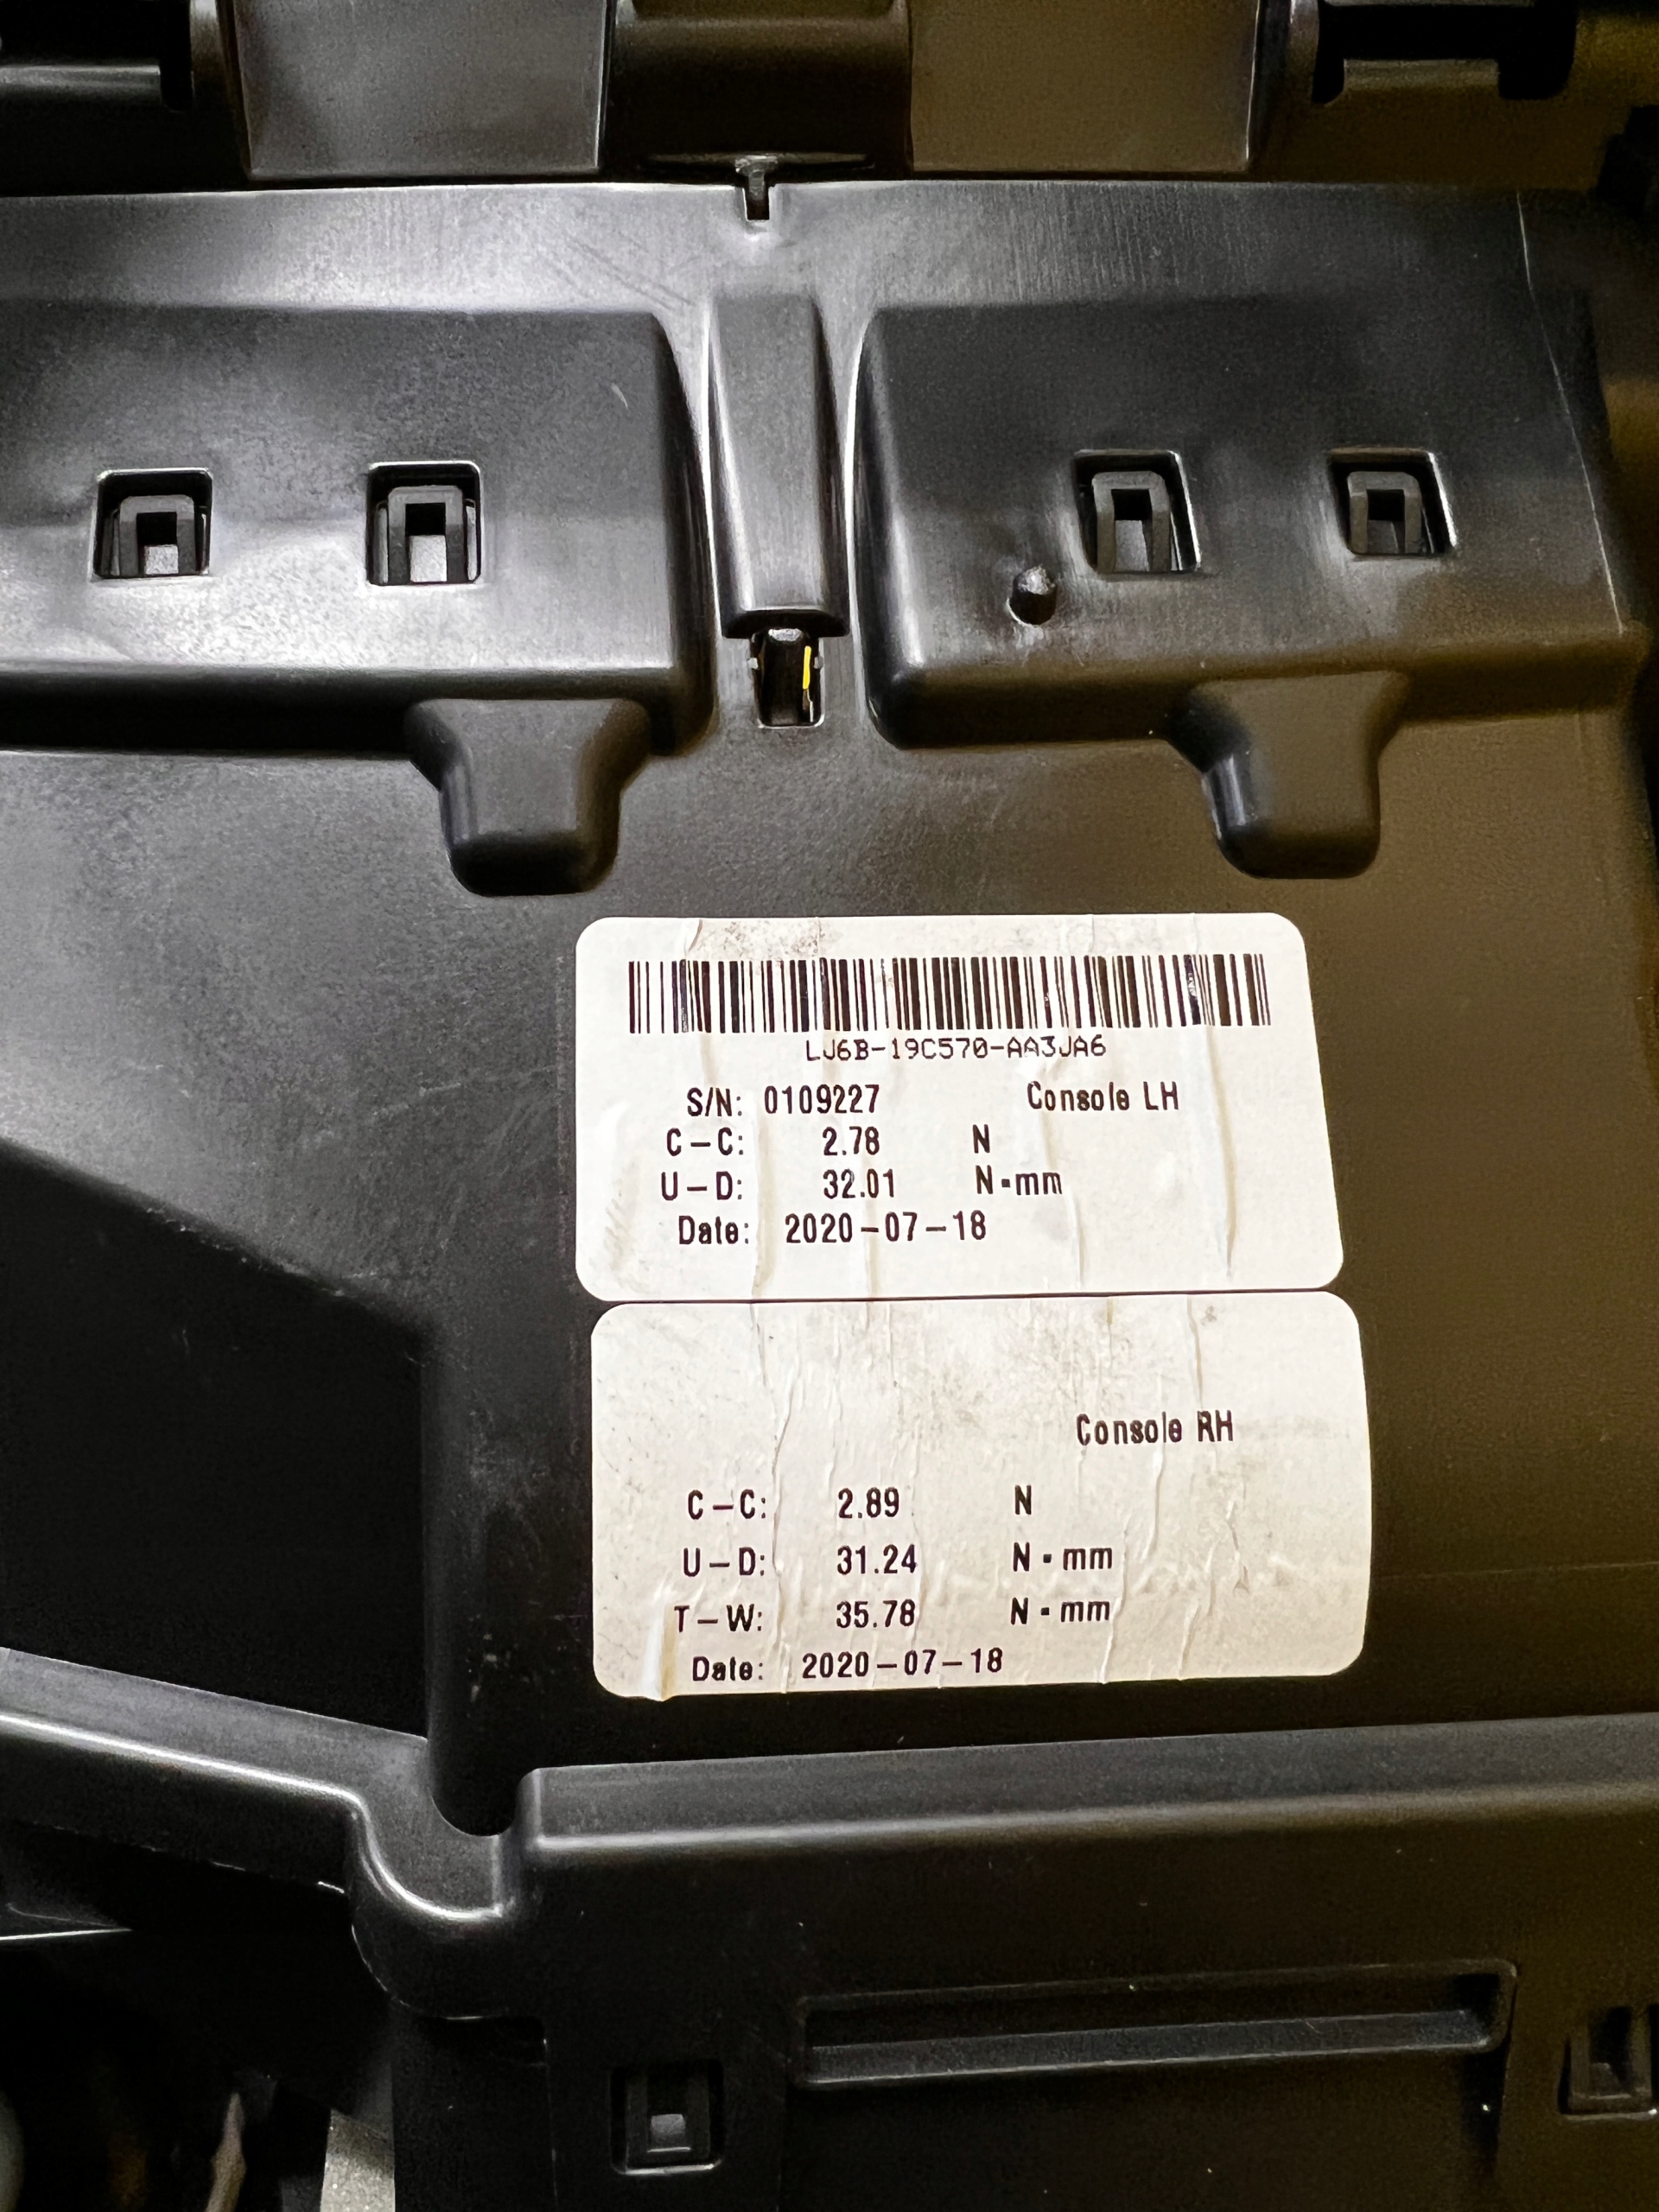 LJ6B-19C570-AA3JA6
S/N: 0109227 Console LH
C-C: 2.78 N
U-D: 32.01 N▪mm
Date: 2020-07-18
Console RH
C-C: 2.89 N
U-D: 31.24 N▪mm
T-W: 35.78 N▪mm
Date: 2020-07-18